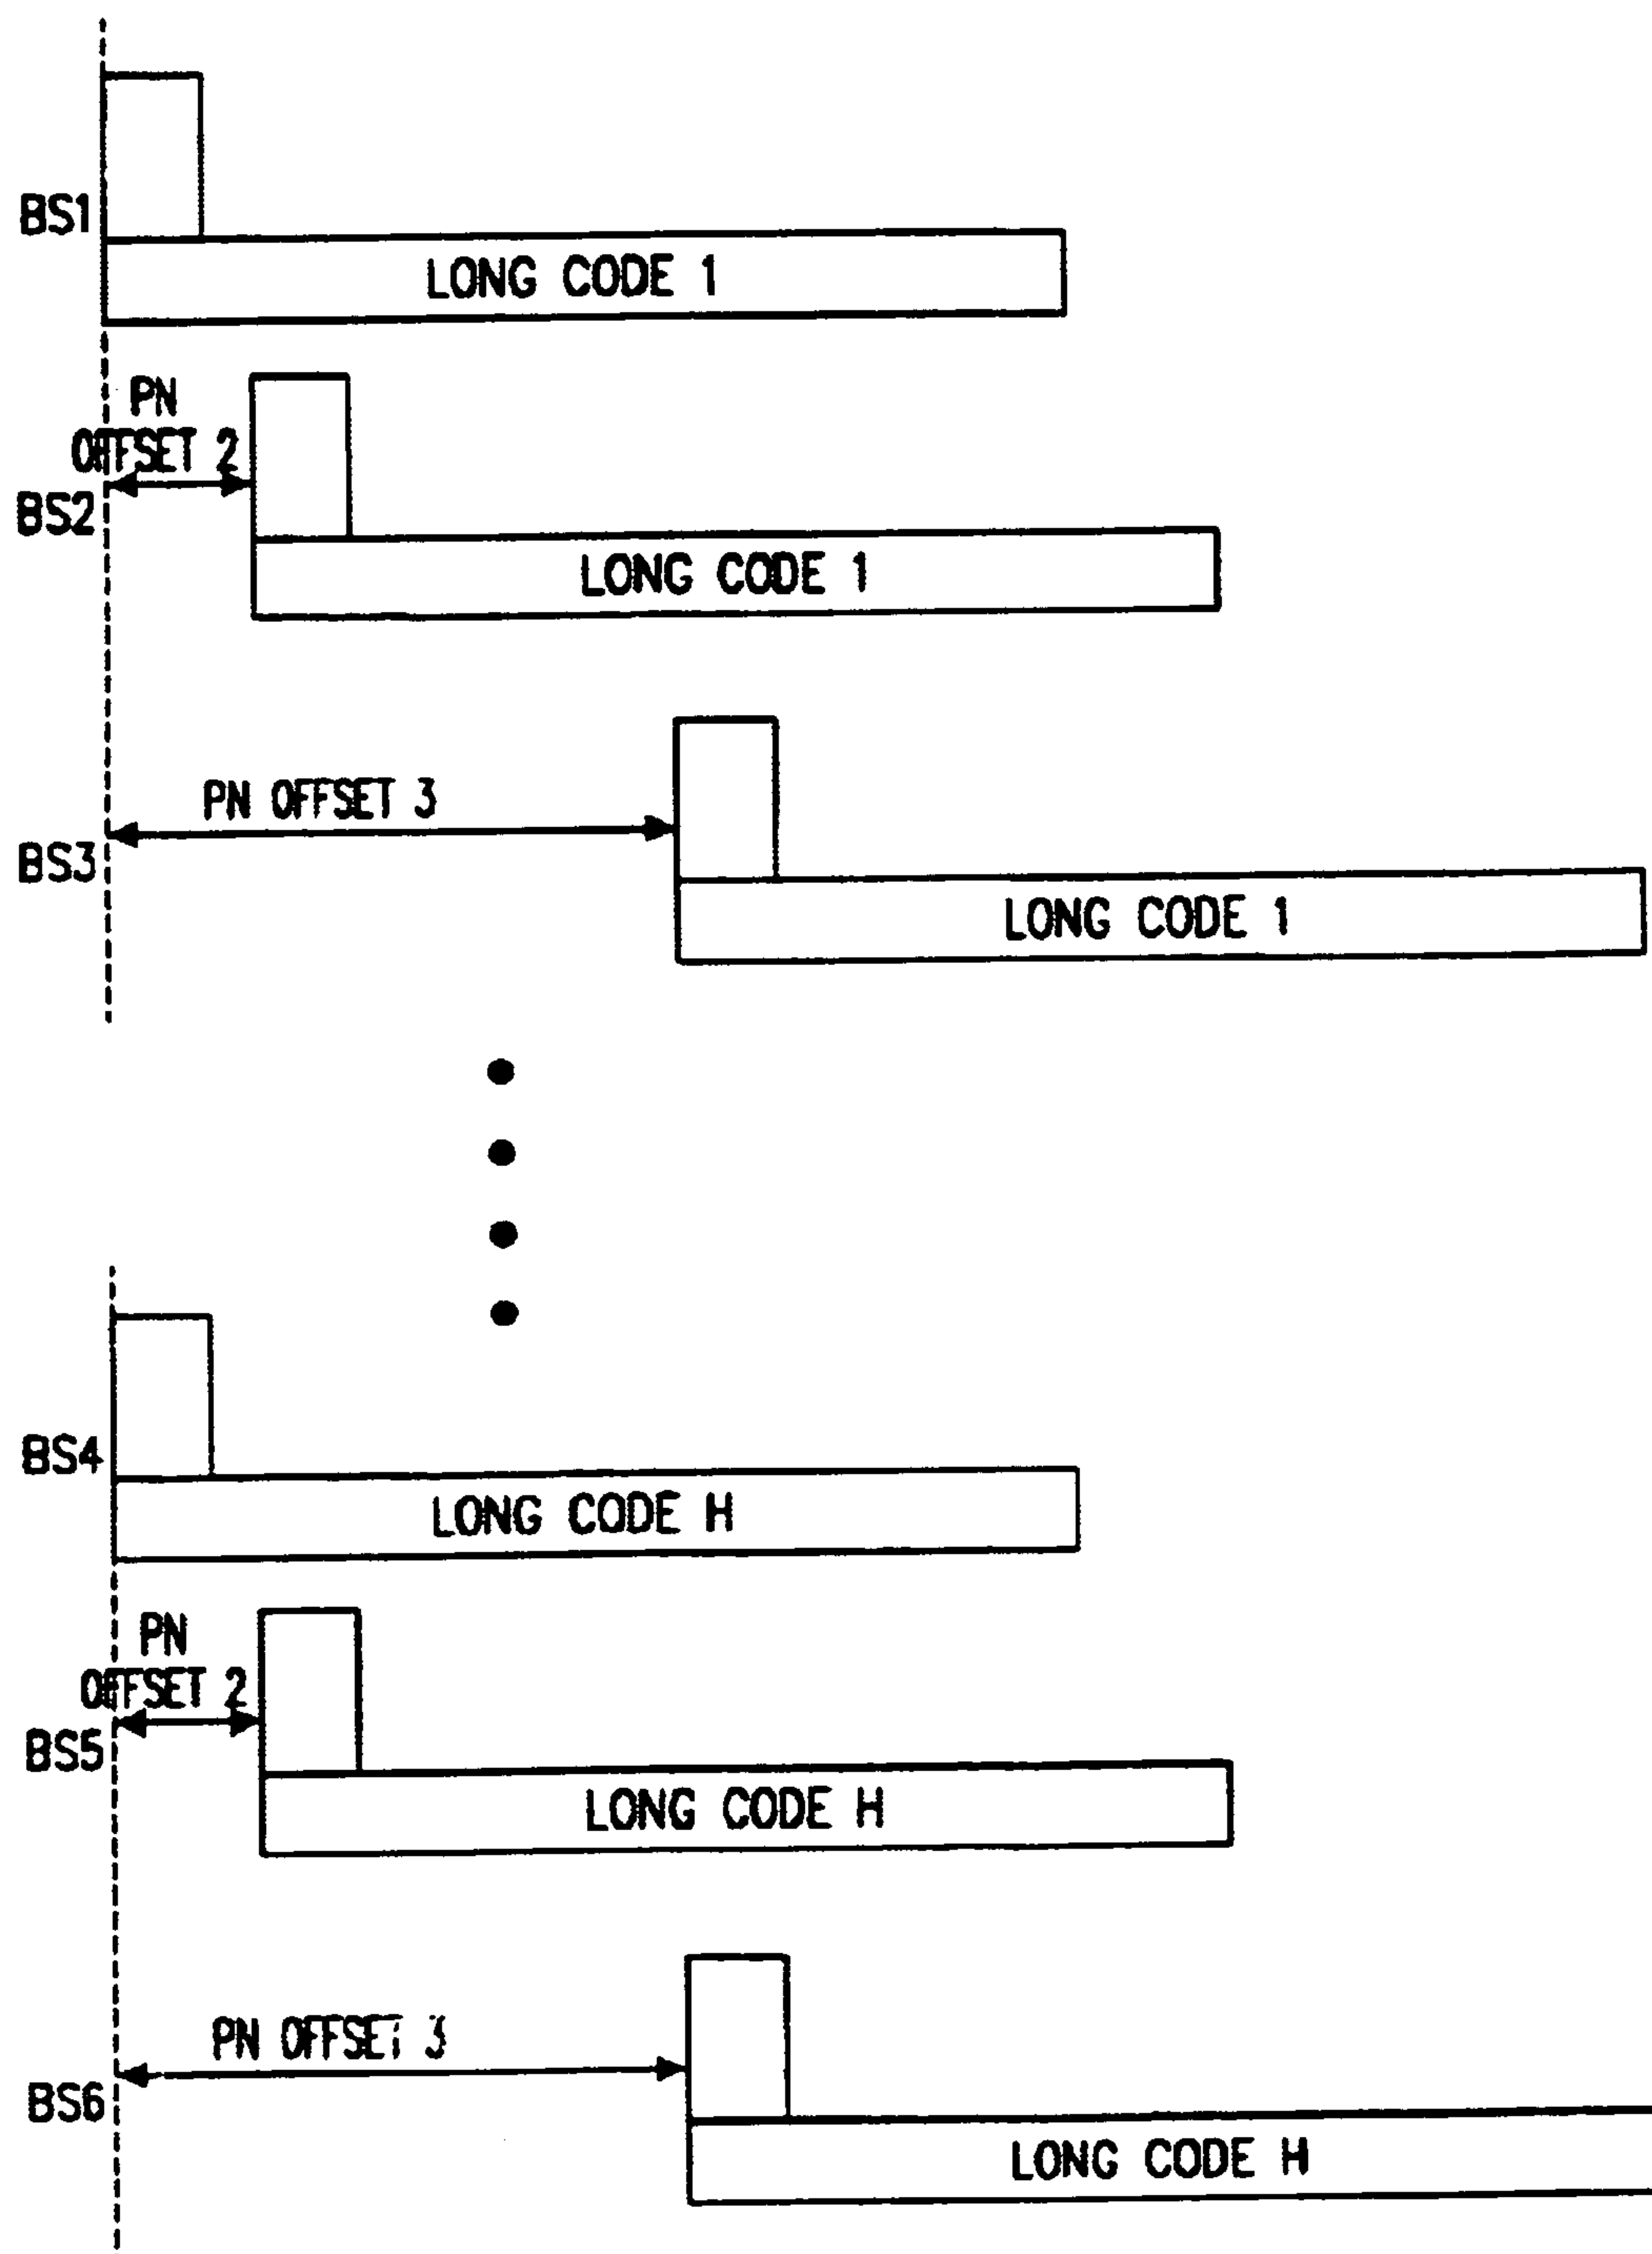 BS1
LONG CODE 1
PN
OFFSET 2
BS2
LONG CODE 1
PN OFFSET 3
BS3
LONG CODE 1
BS4
LONG CODE H
PN
OFFSET 2
BS5
LONG CODE H
PN OFFSET 3
BS6
LONG CODE H